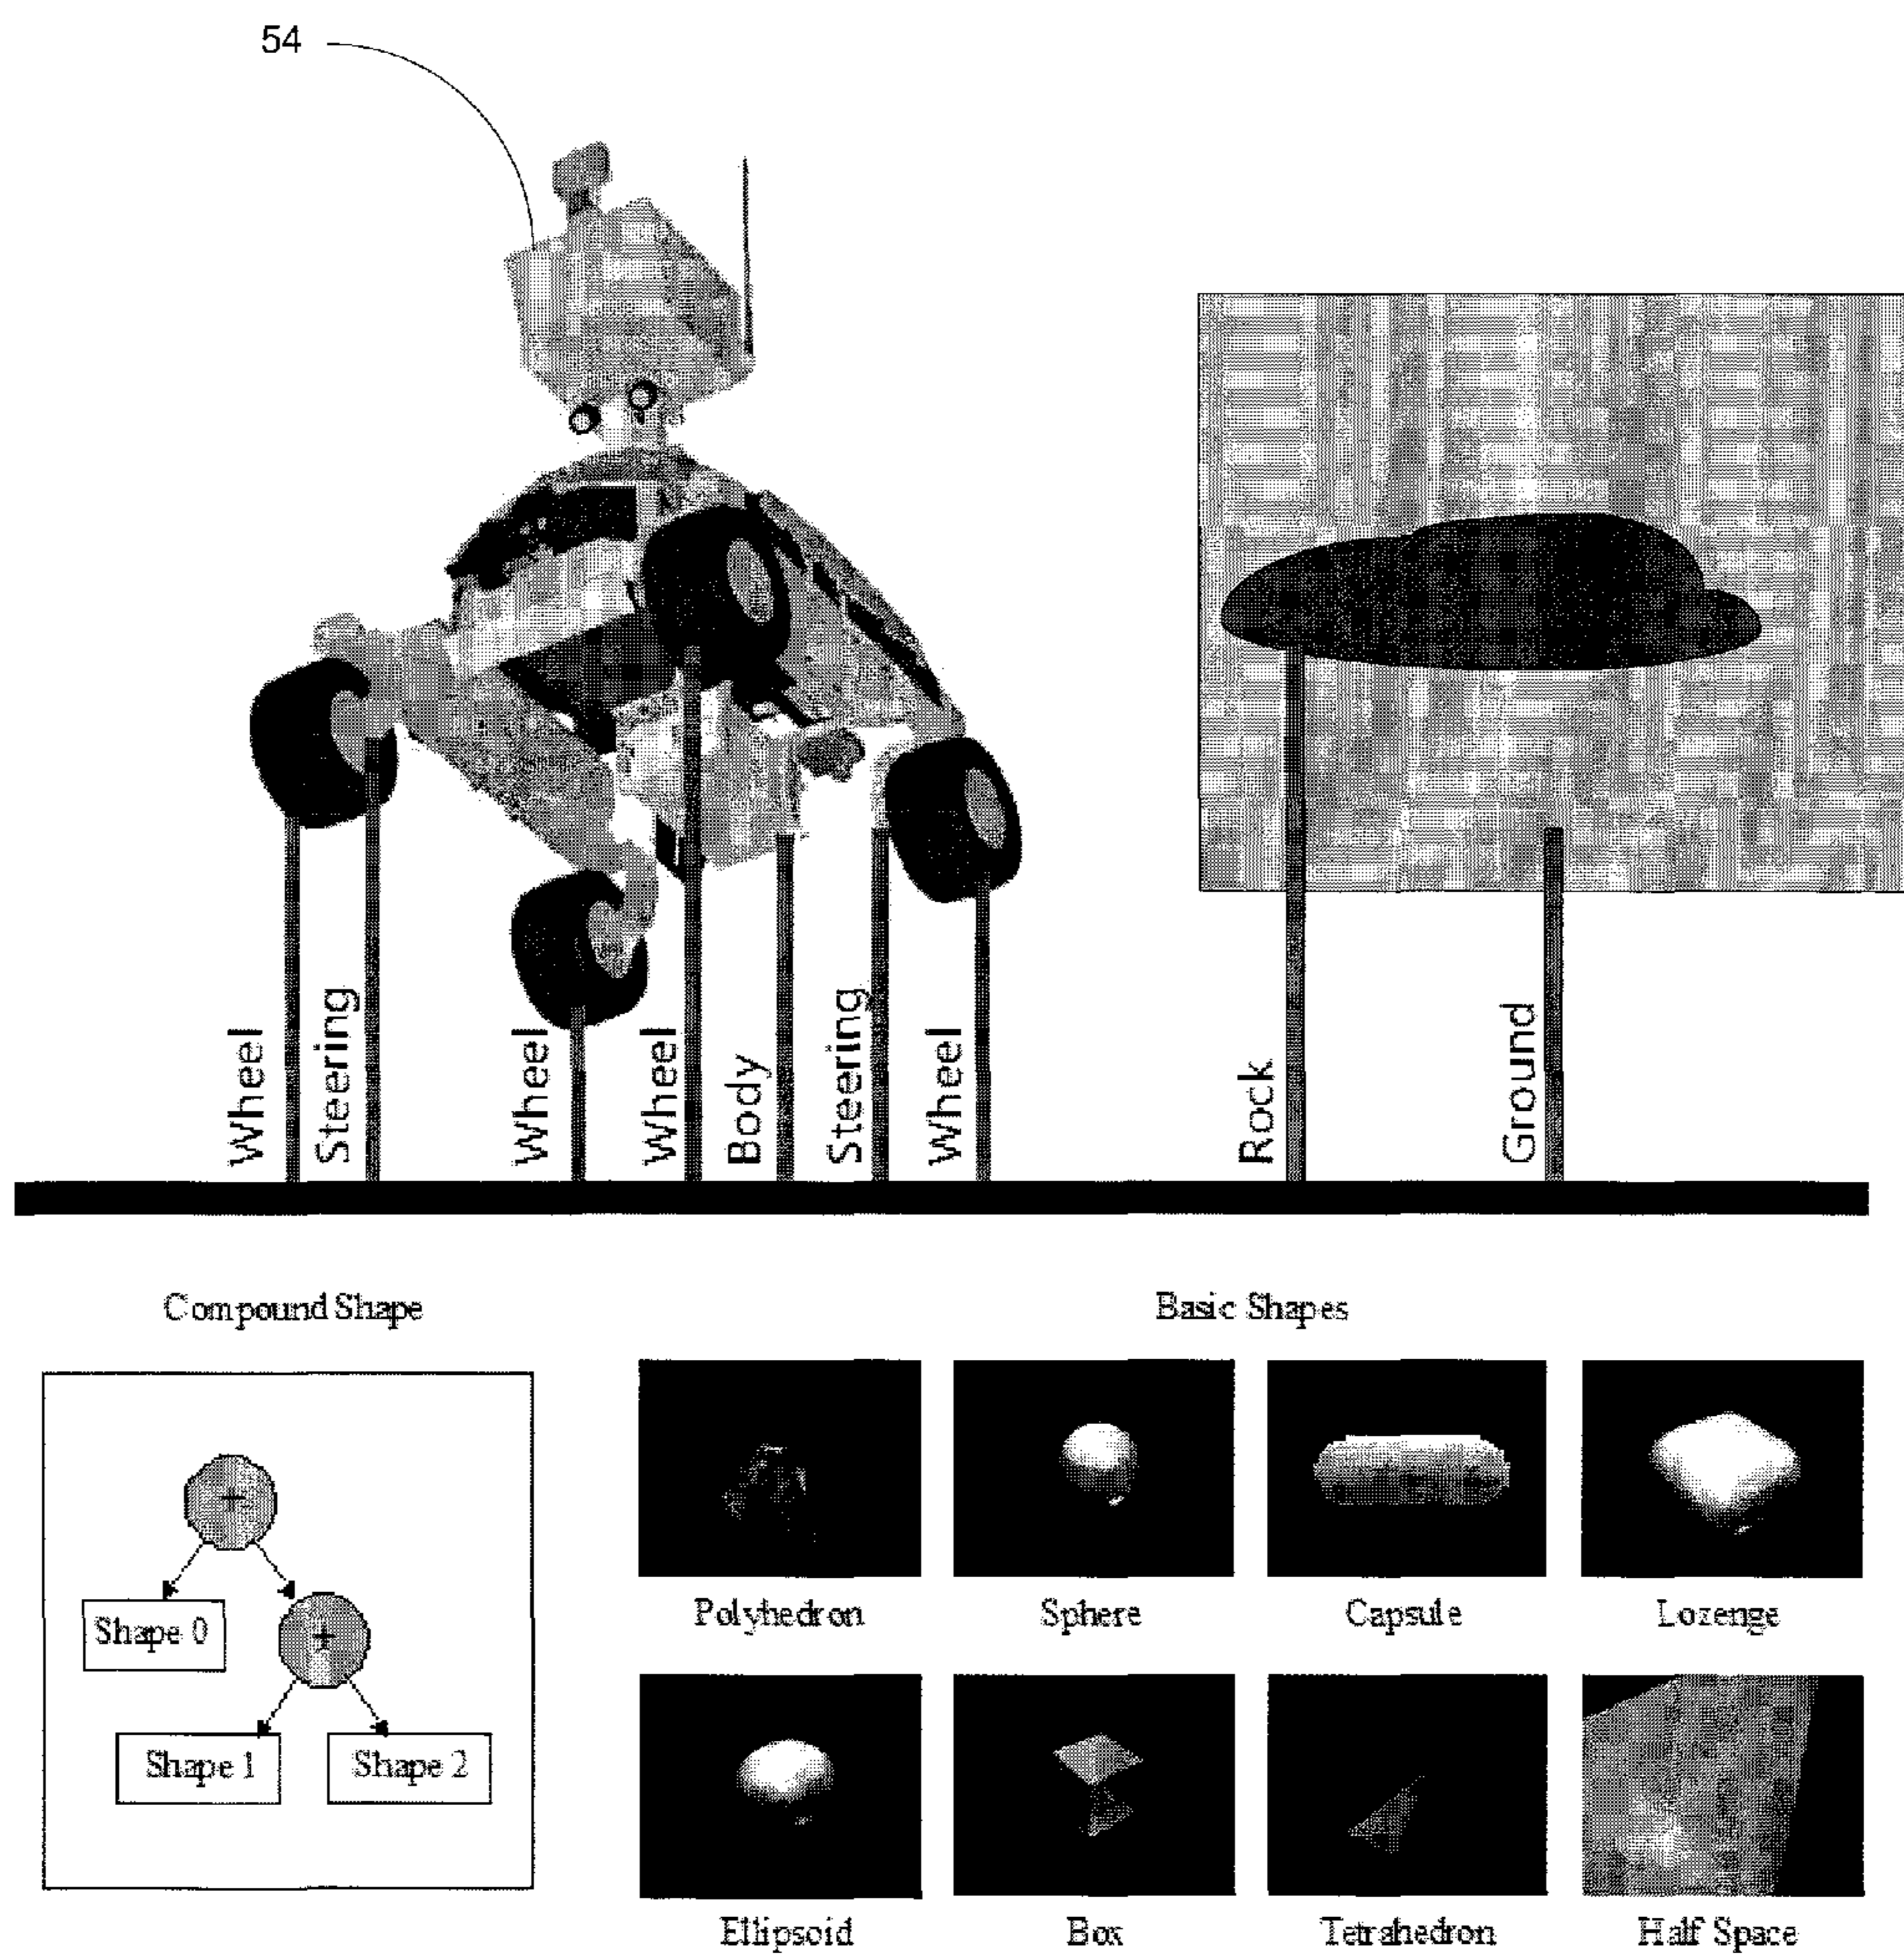 54
Wheel
Steering
Wheel
Wheel
Body
Steering
Wheel
Rock
Ground
Compound Shape
Basic Shapes
+
Shape 0
+
Shape 1
Shape 2
Polyhedron
Sphere
Capsule
Lozenge
Ellipsoid
Box
Tetrahedron
Half Space